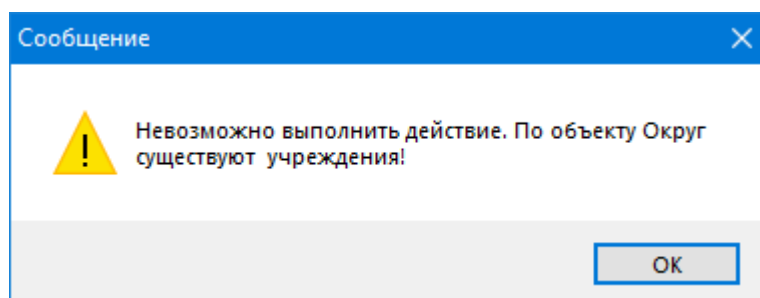 Сообщение
Невозможно выполнить действие. По объекту Округ
существуют  учреждения!
OK